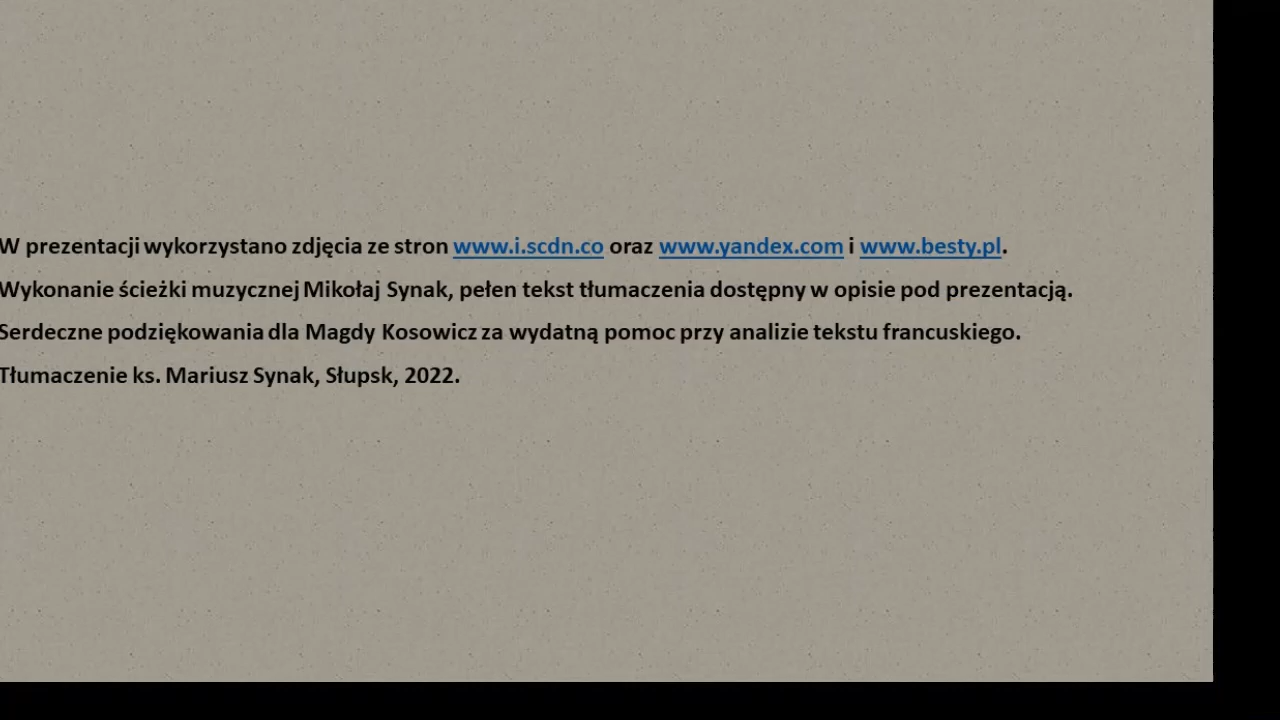 W prezentacji wykorzystano zdjęcia ze stron www.i.scdn.co oraz www.yandex.com i www.besty.pl.
Wykonanie ścieżki muzycznej Mikołaj Synak, pełen tekst tłumaczenia dostępny w opisie pod prezentacją.
Serdeczne podziękowania dla Magdy Kosowicz za wydatną pomoc przy analizie tekstu francuskiego.
Tłumaczenie ks. Mariusz Synak, Słupsk, 2022.